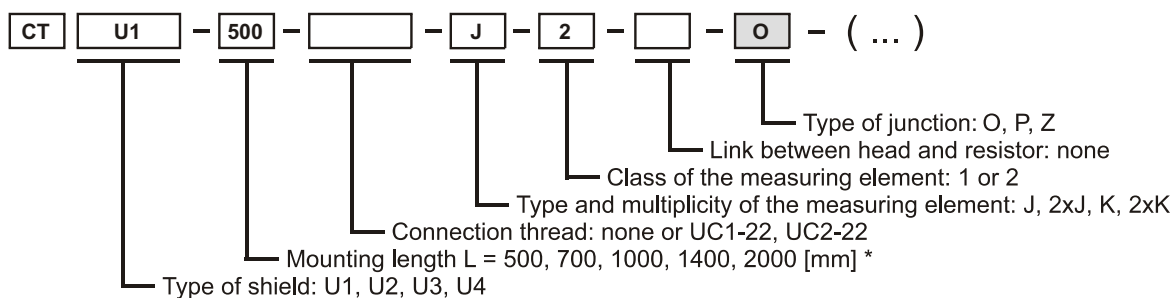 CT U1 - 500 - - J - 2 - - O - ( ... )
Type of junction: O, P, Z
Link between head and resistor: none
Class of the measuring element: 1 or 2
Type and multiplicity of the measuring element: J, 2xJ, K, 2xK
Connection thread: none or UC1-22, UC2-22
Mounting length L = 500, 700, 1000, 1400, 2000 [mm] *
Type of shield: U1, U2, U3, U4